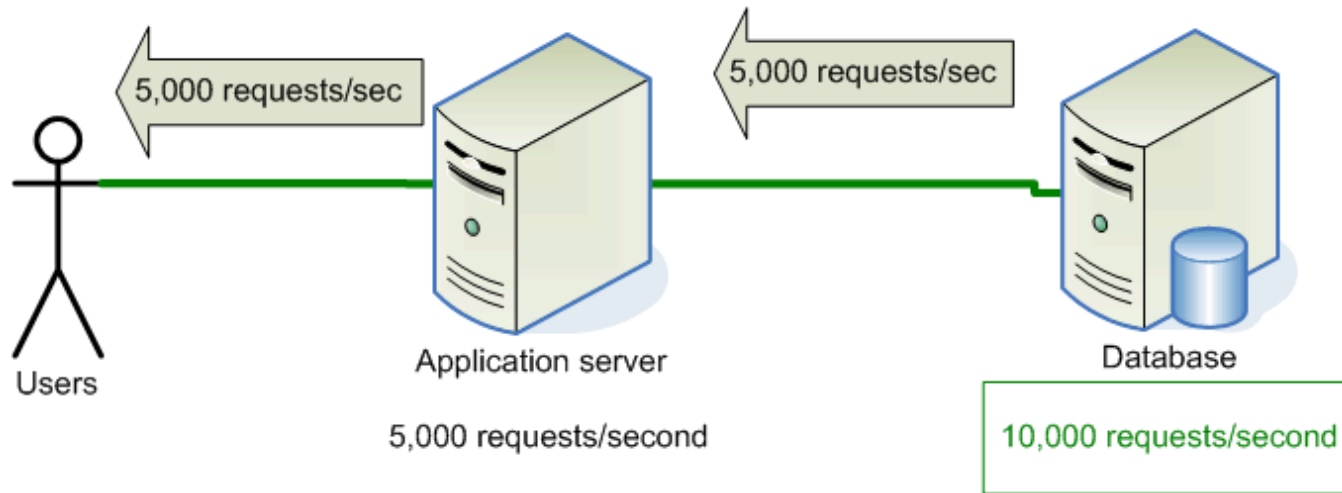 5,000 requests/sec
5,000 requests/sec
Users
Application server
Database
5,000 requests/second
10,000 requests/second